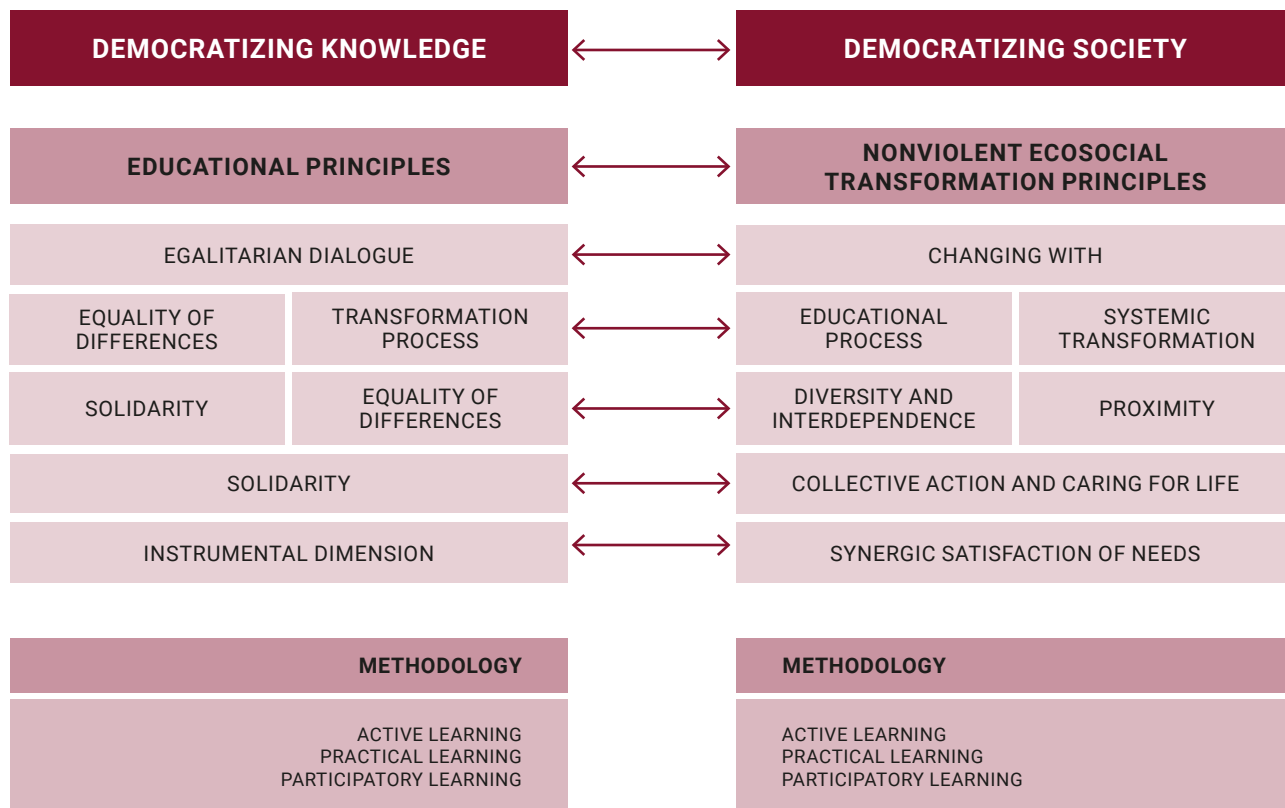 DEMOCRATIZING KNOWLEDGE
DEMOCRATIZING SOCIETY
EDUCATIONAL PRINCIPLES
NONVIOLENT ECOSOCIAL
TRANSFORMATION PRINCIPLES
EGALITARIAN DIALOGUE
CHANGING WITH
EQUALITY OF
DIFFERENCES
TRANSFORMATION
PROCESS
EDUCATIONAL
PROCESS
SYSTEMIC
TRANSFORMATION
SOLIDARITY
EQUALITY OF
DIFFERENCES
DIVERSITY AND
INTERDEPENDENCE
PROXIMITY
SOLIDARITY
COLLECTIVE ACTION AND CARING FOR LIFE
INSTRUMENTAL DIMENSION
SYNERGIC SATISFACTION OF NEEDS
METHODOLOGY
ACTIVE LEARNING
PRACTICAL LEARNING
PARTICIPATORY LEARNING
METHODOLOGY
ACTIVE LEARNING
PRACTICAL LEARNING
PARTICIPATORY LEARNING